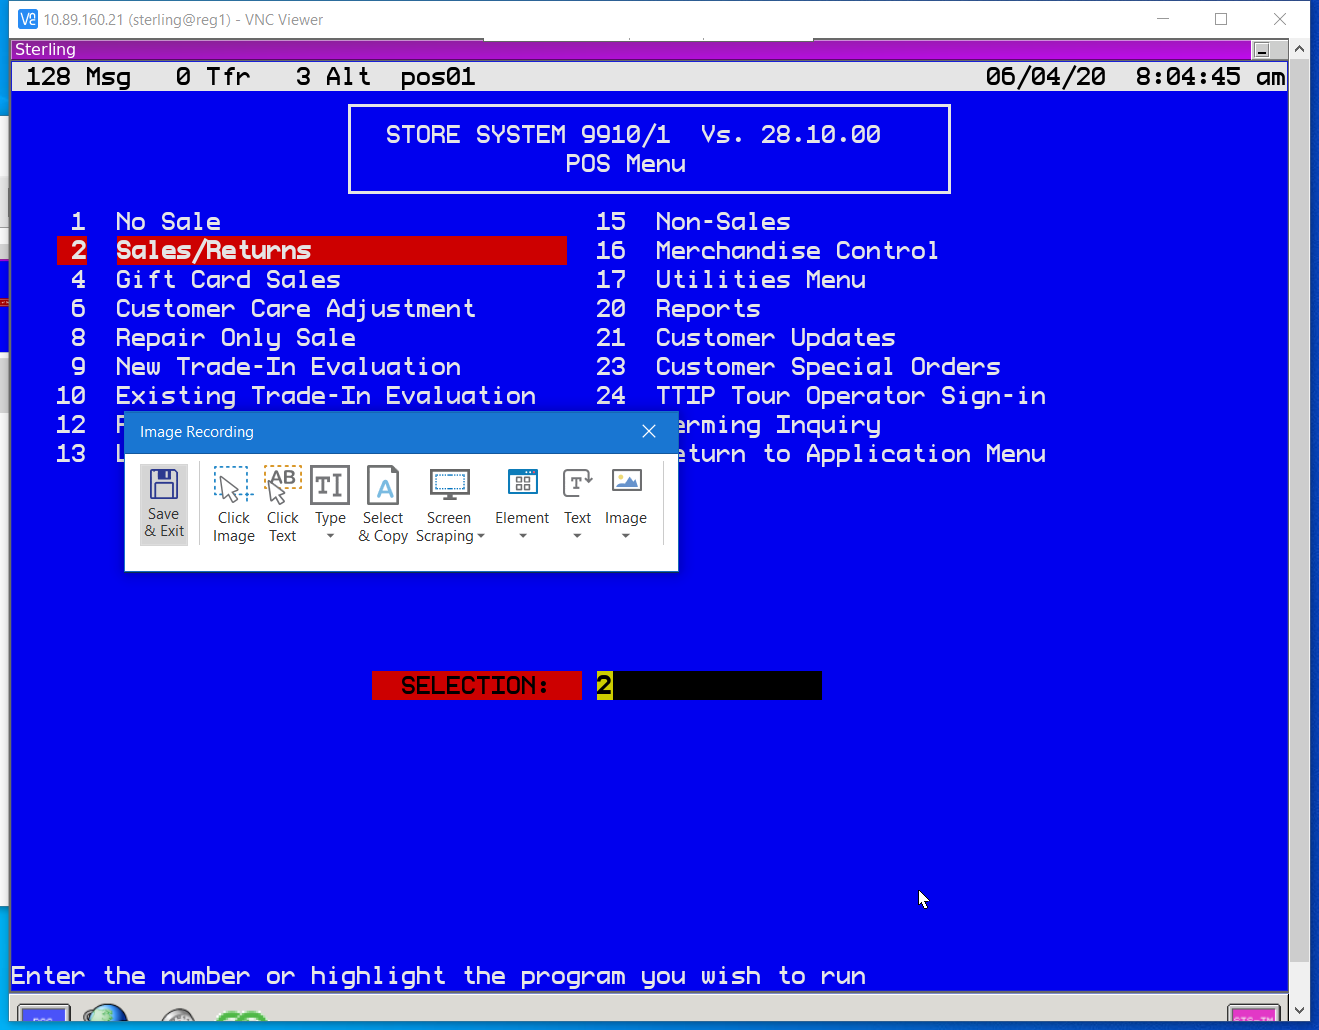 10.89.160.21 (sterling@reg1) - VNC Viewer
Sterling
128 Msg 0 Tfr 3 Alt pos01 06/04/20 8:04:45 am
STORE SYSTEM 9910/1 Vs. 28.10.00
POS Menu
1 No Sale
2 Sales/Returns
4 Gift Card Sales
6 Customer Care Adjustment
8 Repair Only Sale
9 New Trade-In Evaluation
10 Existing Trade-In Evaluation
12
13
15 Non-Sales
16 Merchandise Control
17 Utilities Menu
20 Reports
21 Customer Updates
23 Customer Special Orders
24 TTIP Tour Operator Sign-in
erming Inquiry
eturn to Application Menu
Image Recording
Save & Exit
Click Image
Click Text
Type
Select & Copy
Screen Scraping
Element
Text
Image
SELECTION: 2
Enter the number or highlight the program you wish to run